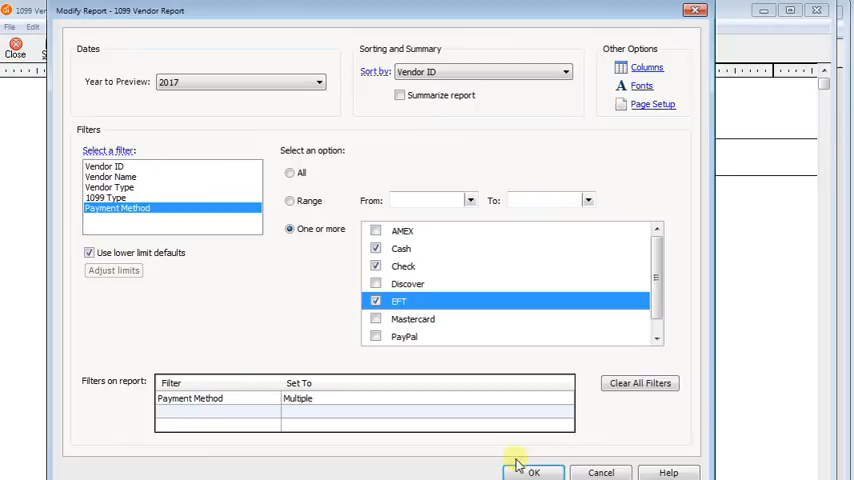 1099 Ven
Modify Report - 1099 Vendor Report
File Edit
Close
Dates
Year to Preview: 2017
Sorting and Summary
Sort by: Vendor ID
Summarize report
Other Options
Columns
Fonts
Page Setup
Filters
Select a filter:
Vendor ID
Vendor Name
Vendor Type
1099 Type
Payment Method
Use lower limit defaults
Adjust limits
Select an option:
All
Range
From:
To:
One or more
AMEX
Cash
Check
Discover
EFT
Mastercard
PayPal
Filters on report:
Filter Set To
Payment Method Multiple
Clear All Filters
OK Cancel Help